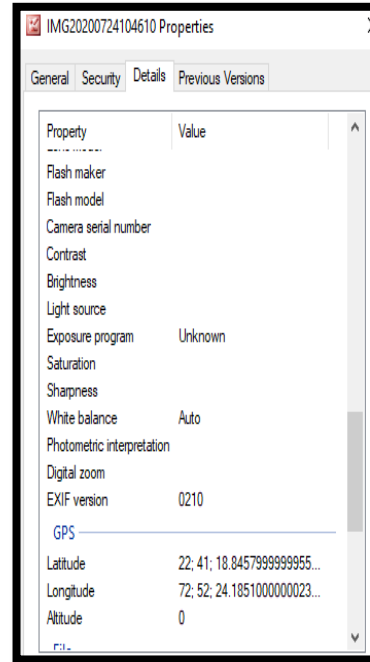 IMG20200724104610 Properties
General Security Details Previous Versions
Property Value
Flash maker
Flash model
Camera serial number
Contrast
Brightness
Light source
Exposure program Unknown
Saturation
Sharpness
White balance Auto
Photometric interpretation
Digital zoom
EXIF version 0210
GPS
Latitude 22; 41; 18.8457999999955...
Longitude 72; 52; 24.1851000000023...
Altitude 0